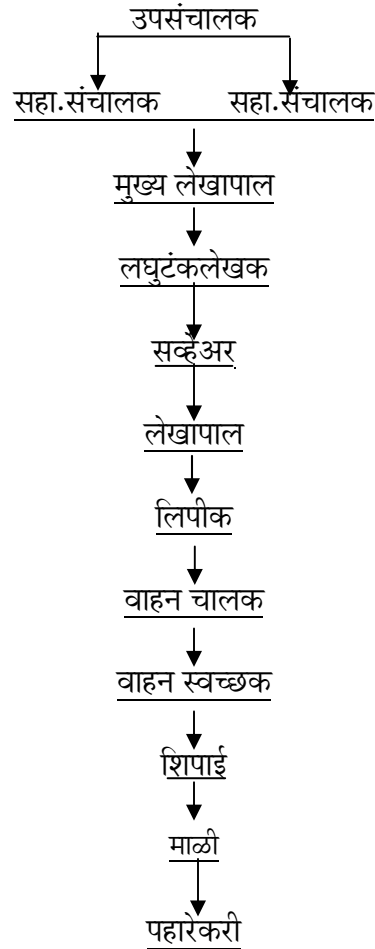 उपसंचालक
सहा.संचालक सहा.संचालक
मुख्य लेखापाल
लघुटंकलेखक
सर्व्हेअर
लेखापाल
लिपीक
वाहन चालक
वाहन स्वच्छक
शिपाई
माळी
पहारेकरी